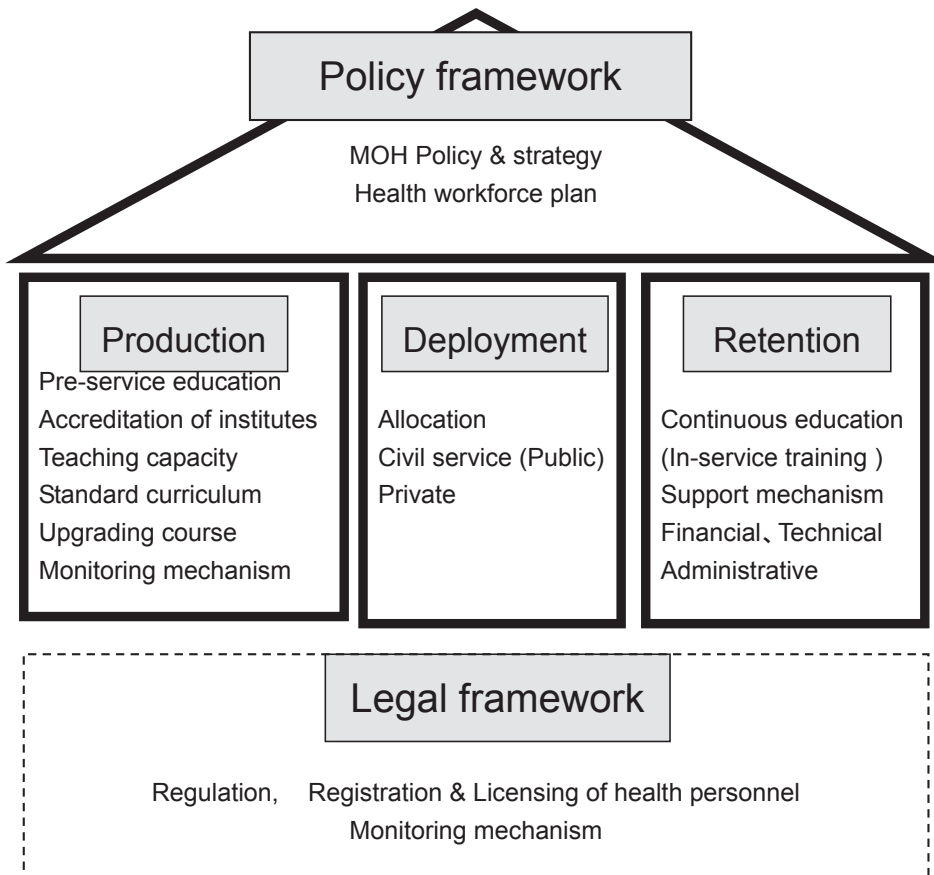 Policy framework
MOH Policy & strategy
Health workforce plan
Production
Pre-service education
Accreditation of institutes
Teaching capacity
Standard curriculum
Upgrading course
Monitoring mechanism
Deployment
Allocation
Civil service (Public)
Private
Retention
Continuous education
(In-service training )
Support mechanism
Financial、Technical
Administrative
Legal framework
Regulation, Registration & Licensing of health personnel
Monitoring mechanism